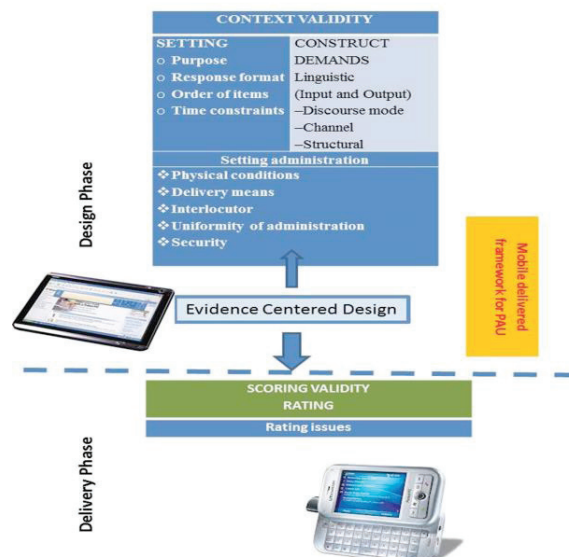 CONTEXT VALIDITY
SETTING
o Purpose
o Response format
o Order of items
o Time constraints
CONSTRUCT
DEMANDS
Linguistic
(Input and Output)
–Discourse mode
–Channel
–Structural
Setting administration
❖Physical conditions
❖Delivery means
❖Interlocutor
❖Uniformity of administration
❖Security
Design Phase
Mobile delivered
framework for PAU
Evidence Centered Design
SCORING VALIDITY
RATING
Rating issues
Delivery Phase